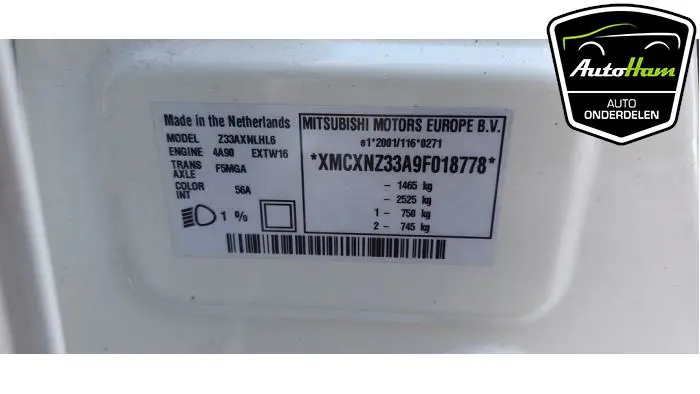 AutoHam
AUTO
ONDERDELEN
Made in the Netherlands
MODEL Z33AXNLHL6
ENGINE 4A90 EXTW16
TRANS AXLE F5MGA
COLOR INT 56A
1 %
MITSUBISHI MOTORS EUROPE B.V.
e1*2001/116*0271
*XMCXNZ33A9F018778*
- 1465 kg
- 2525 kg
1 - 750 kg
2 - 745 kg